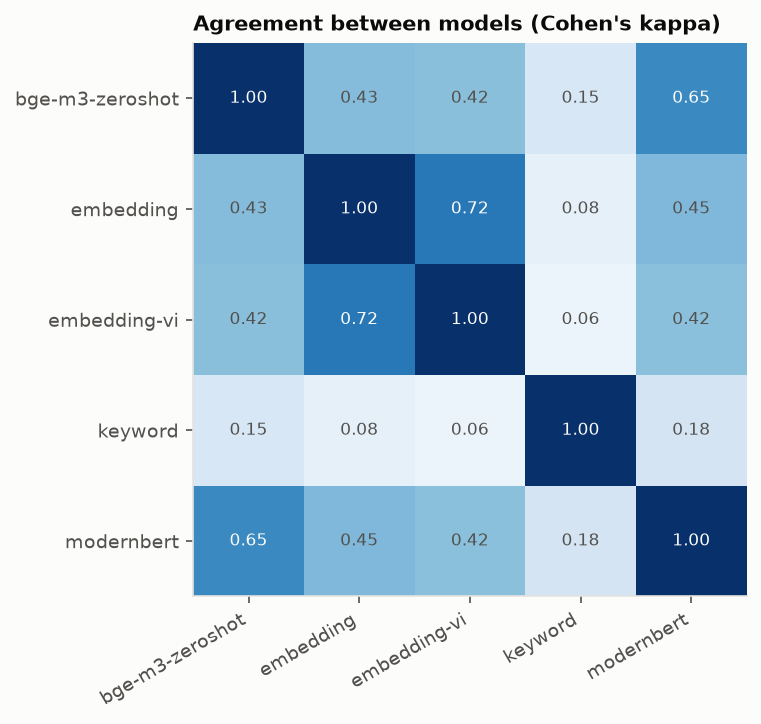 Agreement between models (Cohen's kappa)
bge-m3-zeroshot 1.00 0.43 0.42 0.15 0.65
embedding 0.43 1.00 0.72 0.08 0.45
embedding-vi 0.42 0.72 1.00 0.06 0.42
keyword 0.15 0.08 0.06 1.00 0.18
modernbert 0.65 0.45 0.42 0.18 1.00
bge-m3-zeroshot embedding embedding-vi keyword modernbert